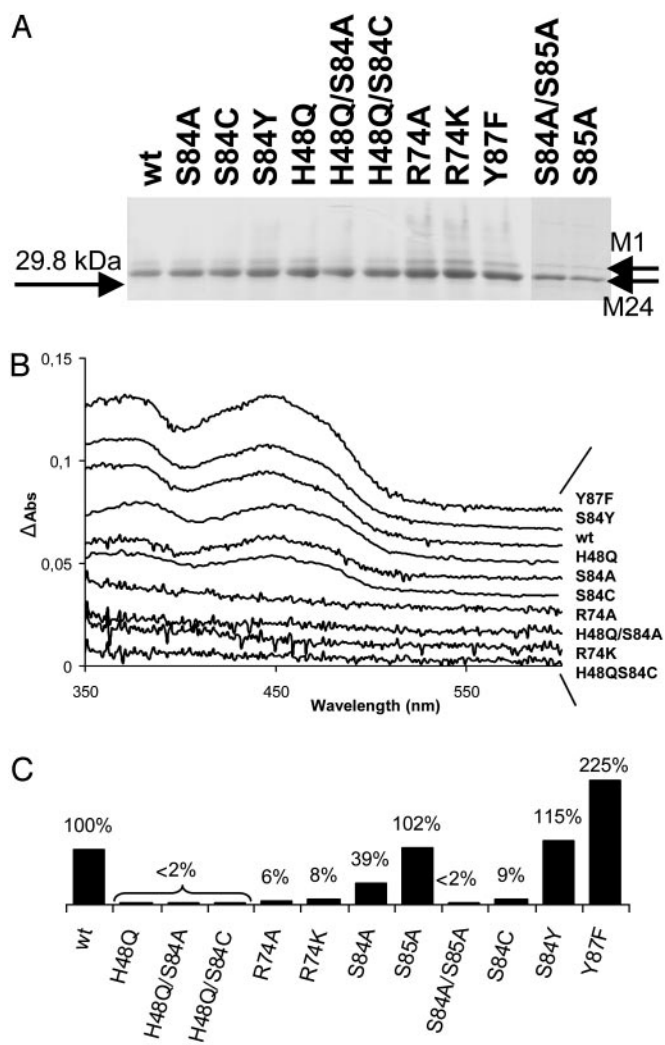 A
wt
S84A
S84C
S84Y
H48Q
H48Q/S84A
H48Q/S84C
R74A
R74K
Y87F
S84A/S85A
S85A
29.8 kDa
M1
M24
B
0,15
0,1
0,05
0
ΔAbs
350
450
550
Wavelength (nm)
Y87F
S84Y
wt
H48Q
S84A
S84C
R74A
H48Q/S84A
R74K
H48QS84C
C
100%
<2%
6%
8%
39%
102%
<2%
9%
115%
225%
wt
H48Q
H48Q/S84A
H48Q/S84C
R74A
R74K
S84A
S85A
S84A/S85A
S84C
S84Y
Y87F